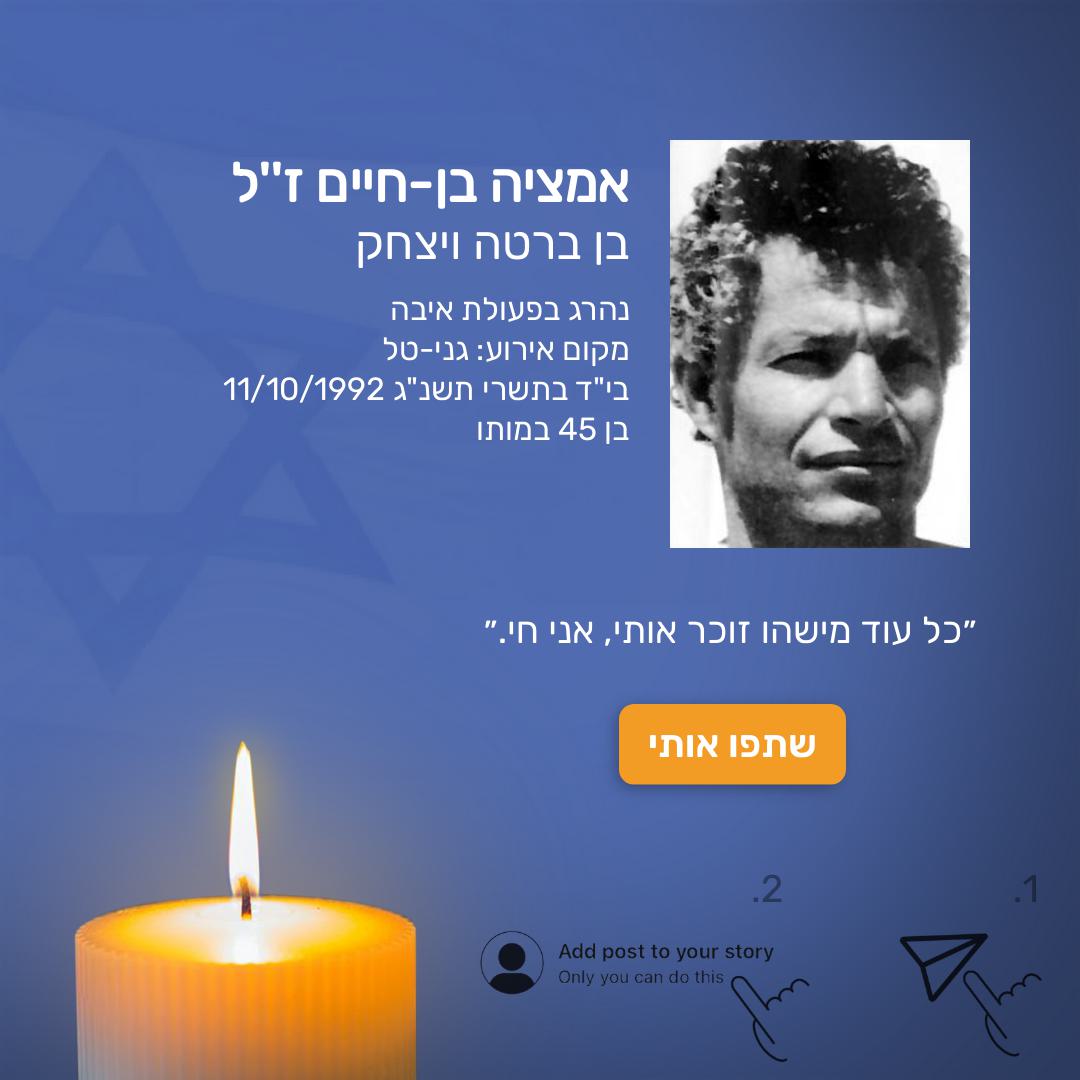 אמציה בן-חיים ז"ל
בן ברטה ויצחק
נהרג בפעולת איבה
מקום אירוע: גני-טל
בי"ד בתשרי תשנ"ג 11/10/1992
בן 45 במותו
״כל עוד מישהו זוכר אותי, אני חי.״
שתפו אותי
1.
2.
Add post to your story
Only you can do this